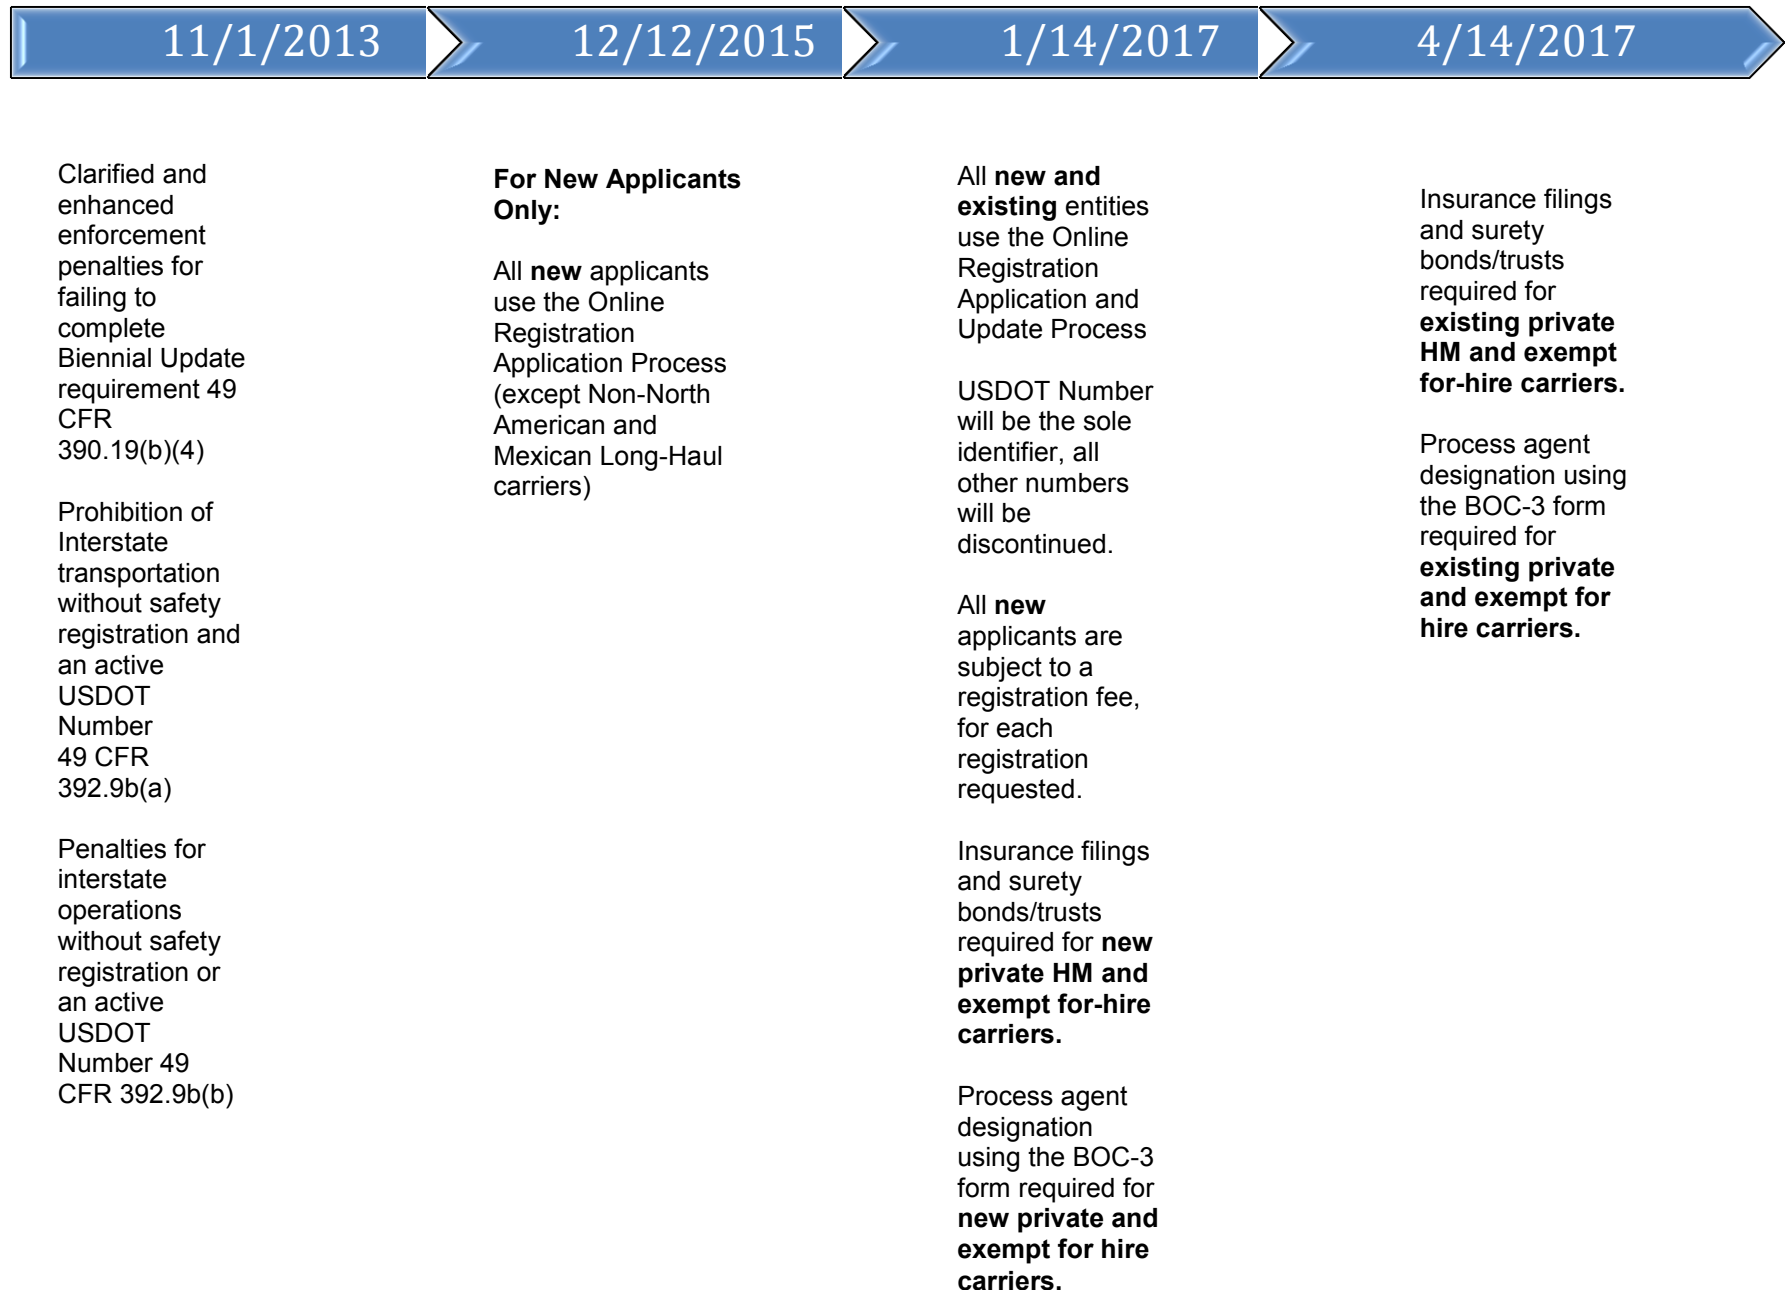 11/1/2013
12/12/2015
1/14/2017
4/14/2017
Clarified and
enhanced
enforcement
penalties for
failing to
complete
Biennial Update
requirement 49
CFR
390.19(b)(4)
Prohibition of
Interstate
transportation
without safety
registration and
an active
USDOT
Number
49 CFR
392.9b(a)
Penalties for
interstate
operations
without safety
registration or
an active
USDOT
Number 49
CFR 392.9b(b)
For New Applicants
Only:
All new applicants
use the Online
Registration
Application Process
(except Non-North
American and
Mexican Long-Haul
carriers)
All new and
existing entities
use the Online
Registration
Application and
Update Process
USDOT Number
will be the sole
identifier, all
other numbers
will be
discontinued.
All new
applicants are
subject to a
registration fee,
for each
registration
requested.
Insurance filings
and surety
bonds/trusts
required for new
private HM and
exempt for-hire
carriers.
Process agent
designation
using the BOC-3
form required for
new private and
exempt for hire
carriers.
Insurance filings
and surety
bonds/trusts
required for
existing private
HM and exempt
for-hire carriers.
Process agent
designation using
the BOC-3 form
required for
existing private
and exempt for
hire carriers.